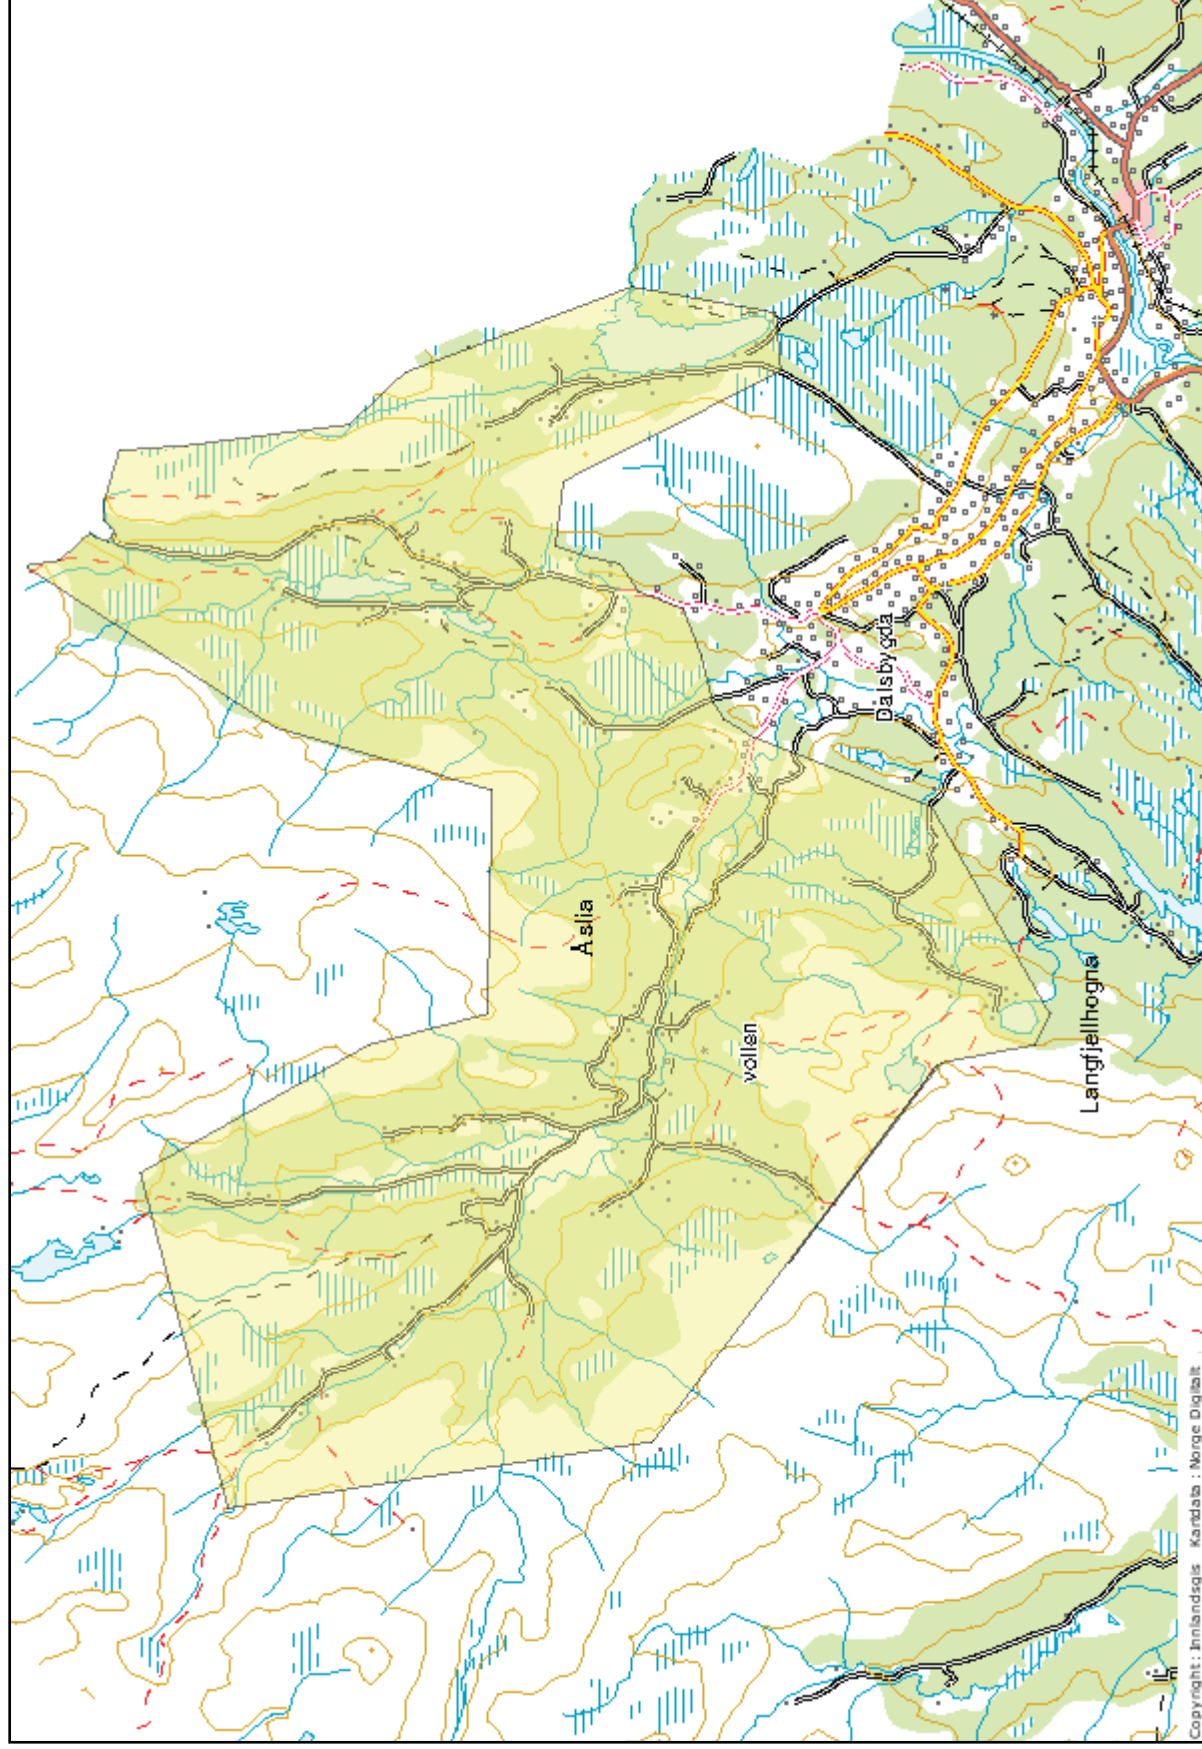 Åslia
vollen
Dalsbygda
Langfjellhogna
Copyright : Innlandsgis Kartdata : Norge Digitalt